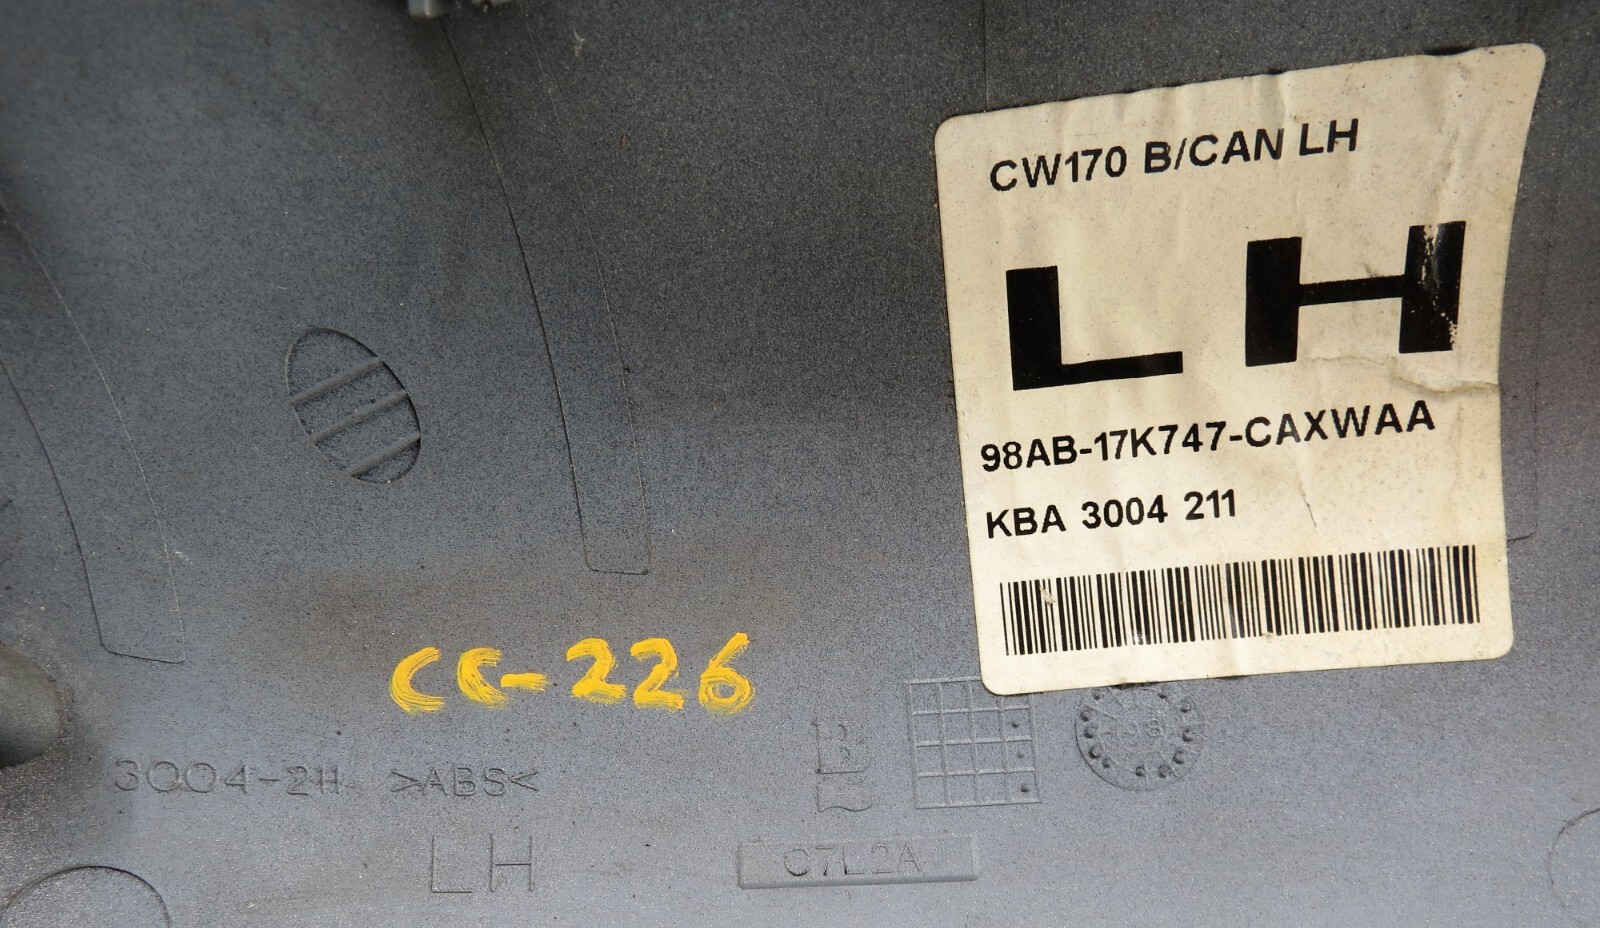 CW170 B/CAN LH
LH
98AB-17K747-CAXWAA
KBA 3004 211
CC-226
3004-211 >ABS<
B
LH
C7L2A